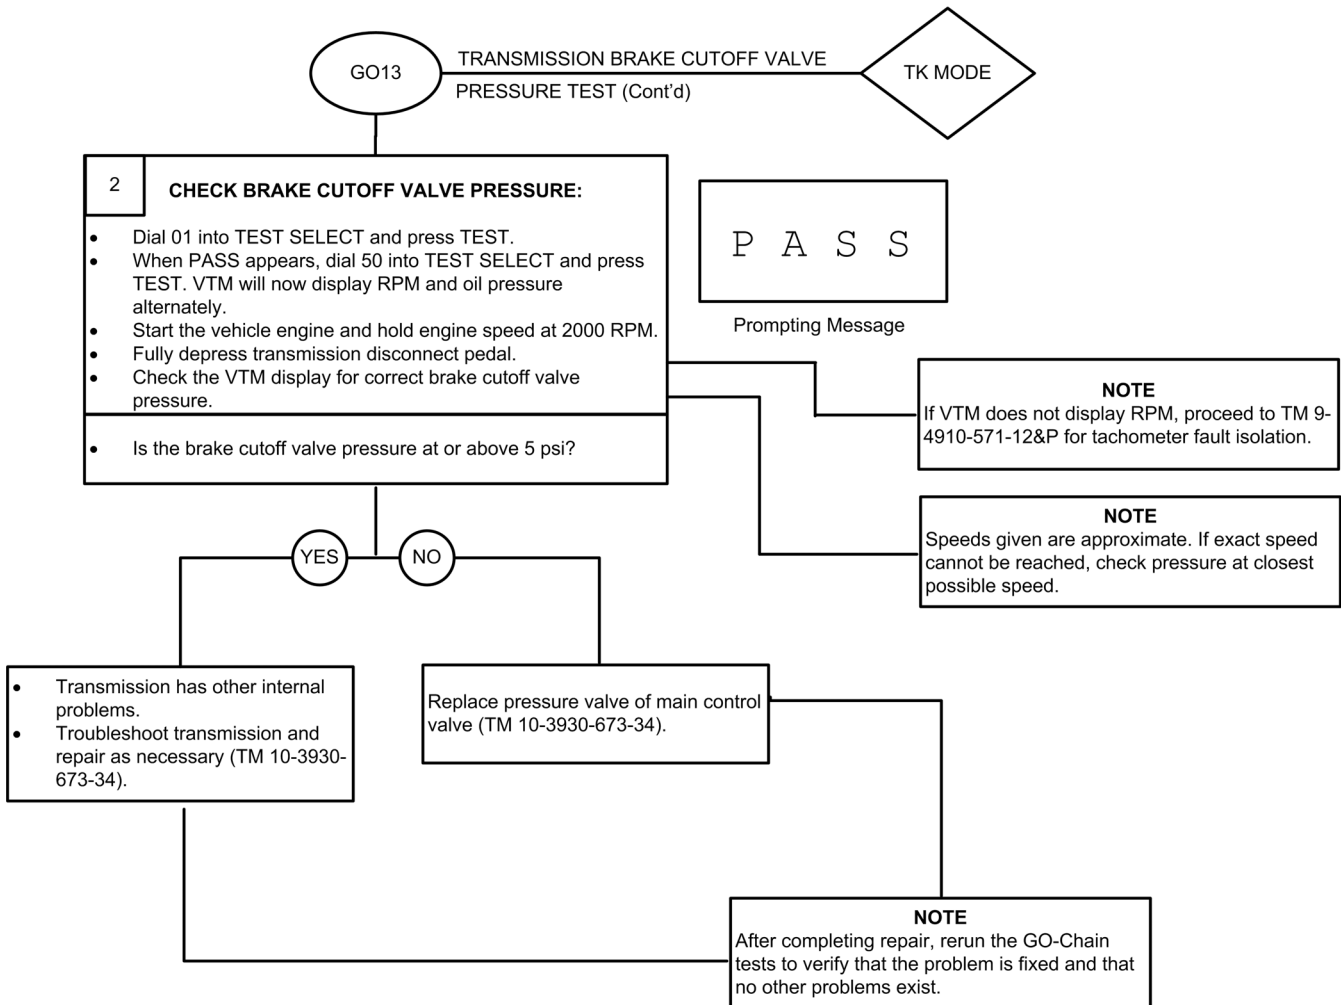 GO13
TRANSMISSION BRAKE CUTOFF VALVE
PRESSURE TEST (Cont'd)
TK MODE
2
CHECK BRAKE CUTOFF VALVE PRESSURE:
• Dial 01 into TEST SELECT and press TEST.
• When PASS appears, dial 50 into TEST SELECT and press
TEST. VTM will now display RPM and oil pressure
alternately.
• Start the vehicle engine and hold engine speed at 2000 RPM.
• Fully depress transmission disconnect pedal.
• Check the VTM display for correct brake cutoff valve
pressure.
• Is the brake cutoff valve pressure at or above 5 psi?
P A S S
Prompting Message
NOTE
If VTM does not display RPM, proceed to TM 9-
4910-571-12&P for tachometer fault isolation.
NOTE
Speeds given are approximate. If exact speed
cannot be reached, check pressure at closest
possible speed.
YES
NO
• Transmission has other internal
problems.
• Troubleshoot transmission and
repair as necessary (TM 10-3930-
673-34).
Replace pressure valve of main control
valve (TM 10-3930-673-34).
NOTE
After completing repair, rerun the GO-Chain
tests to verify that the problem is fixed and that
no other problems exist.